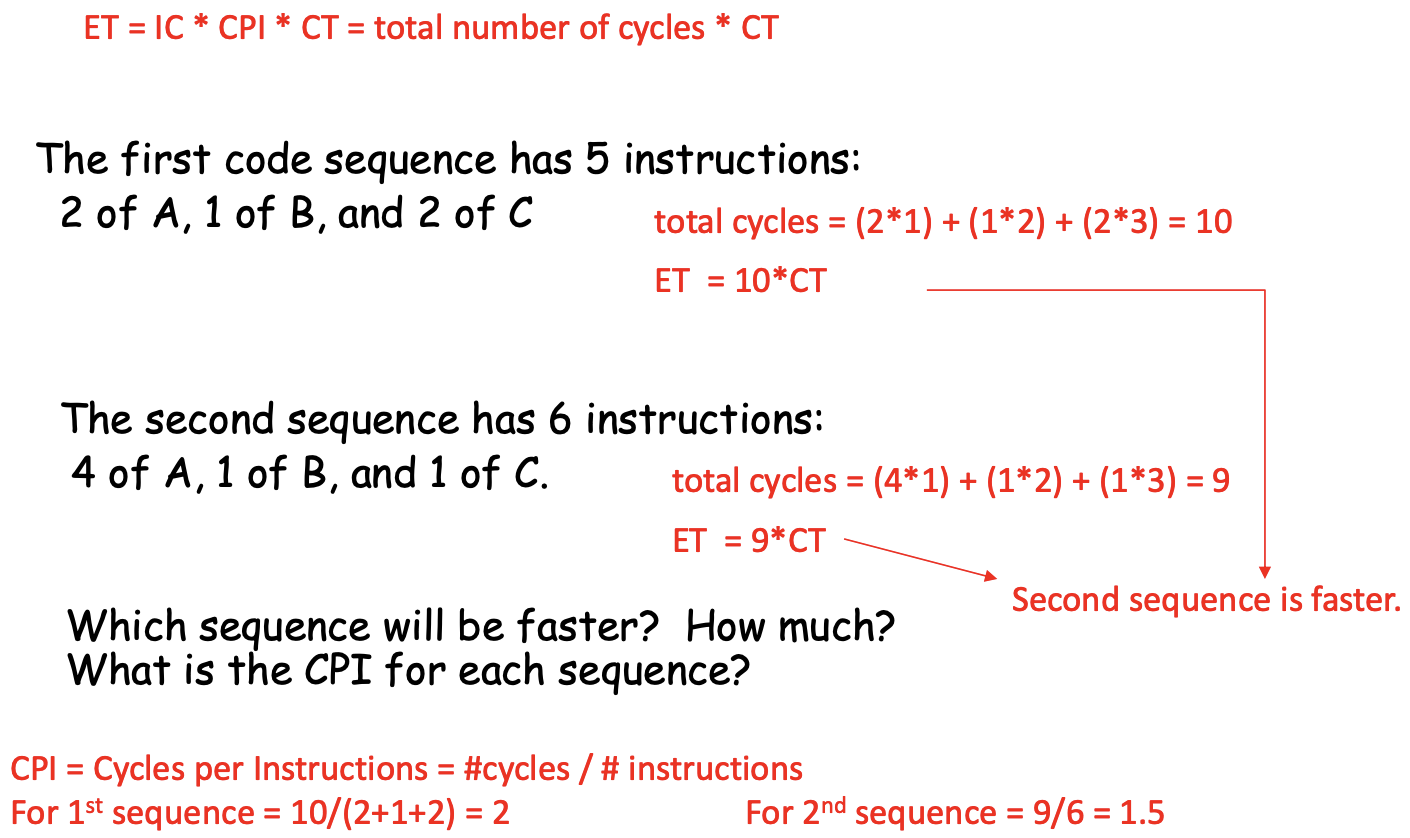 ET = IC * CPI * CT = total number of cycles * CT
The first code sequence has 5 instructions:
2 of A, 1 of B, and 2 of C
total cycles = (2*1) + (1*2) + (2*3) = 10
ET = 10*CT
The second sequence has 6 instructions:
4 of A, 1 of B, and 1 of C.
total cycles = (4*1) + (1*2) + (1*3) = 9
ET = 9*CT
Second sequence is faster.
Which sequence will be faster? How much?
What is the CPI for each sequence?
CPI = Cycles per Instructions = #cycles / # instructions
For 1st sequence = 10/(2+1+2) = 2
For 2nd sequence = 9/6 = 1.5